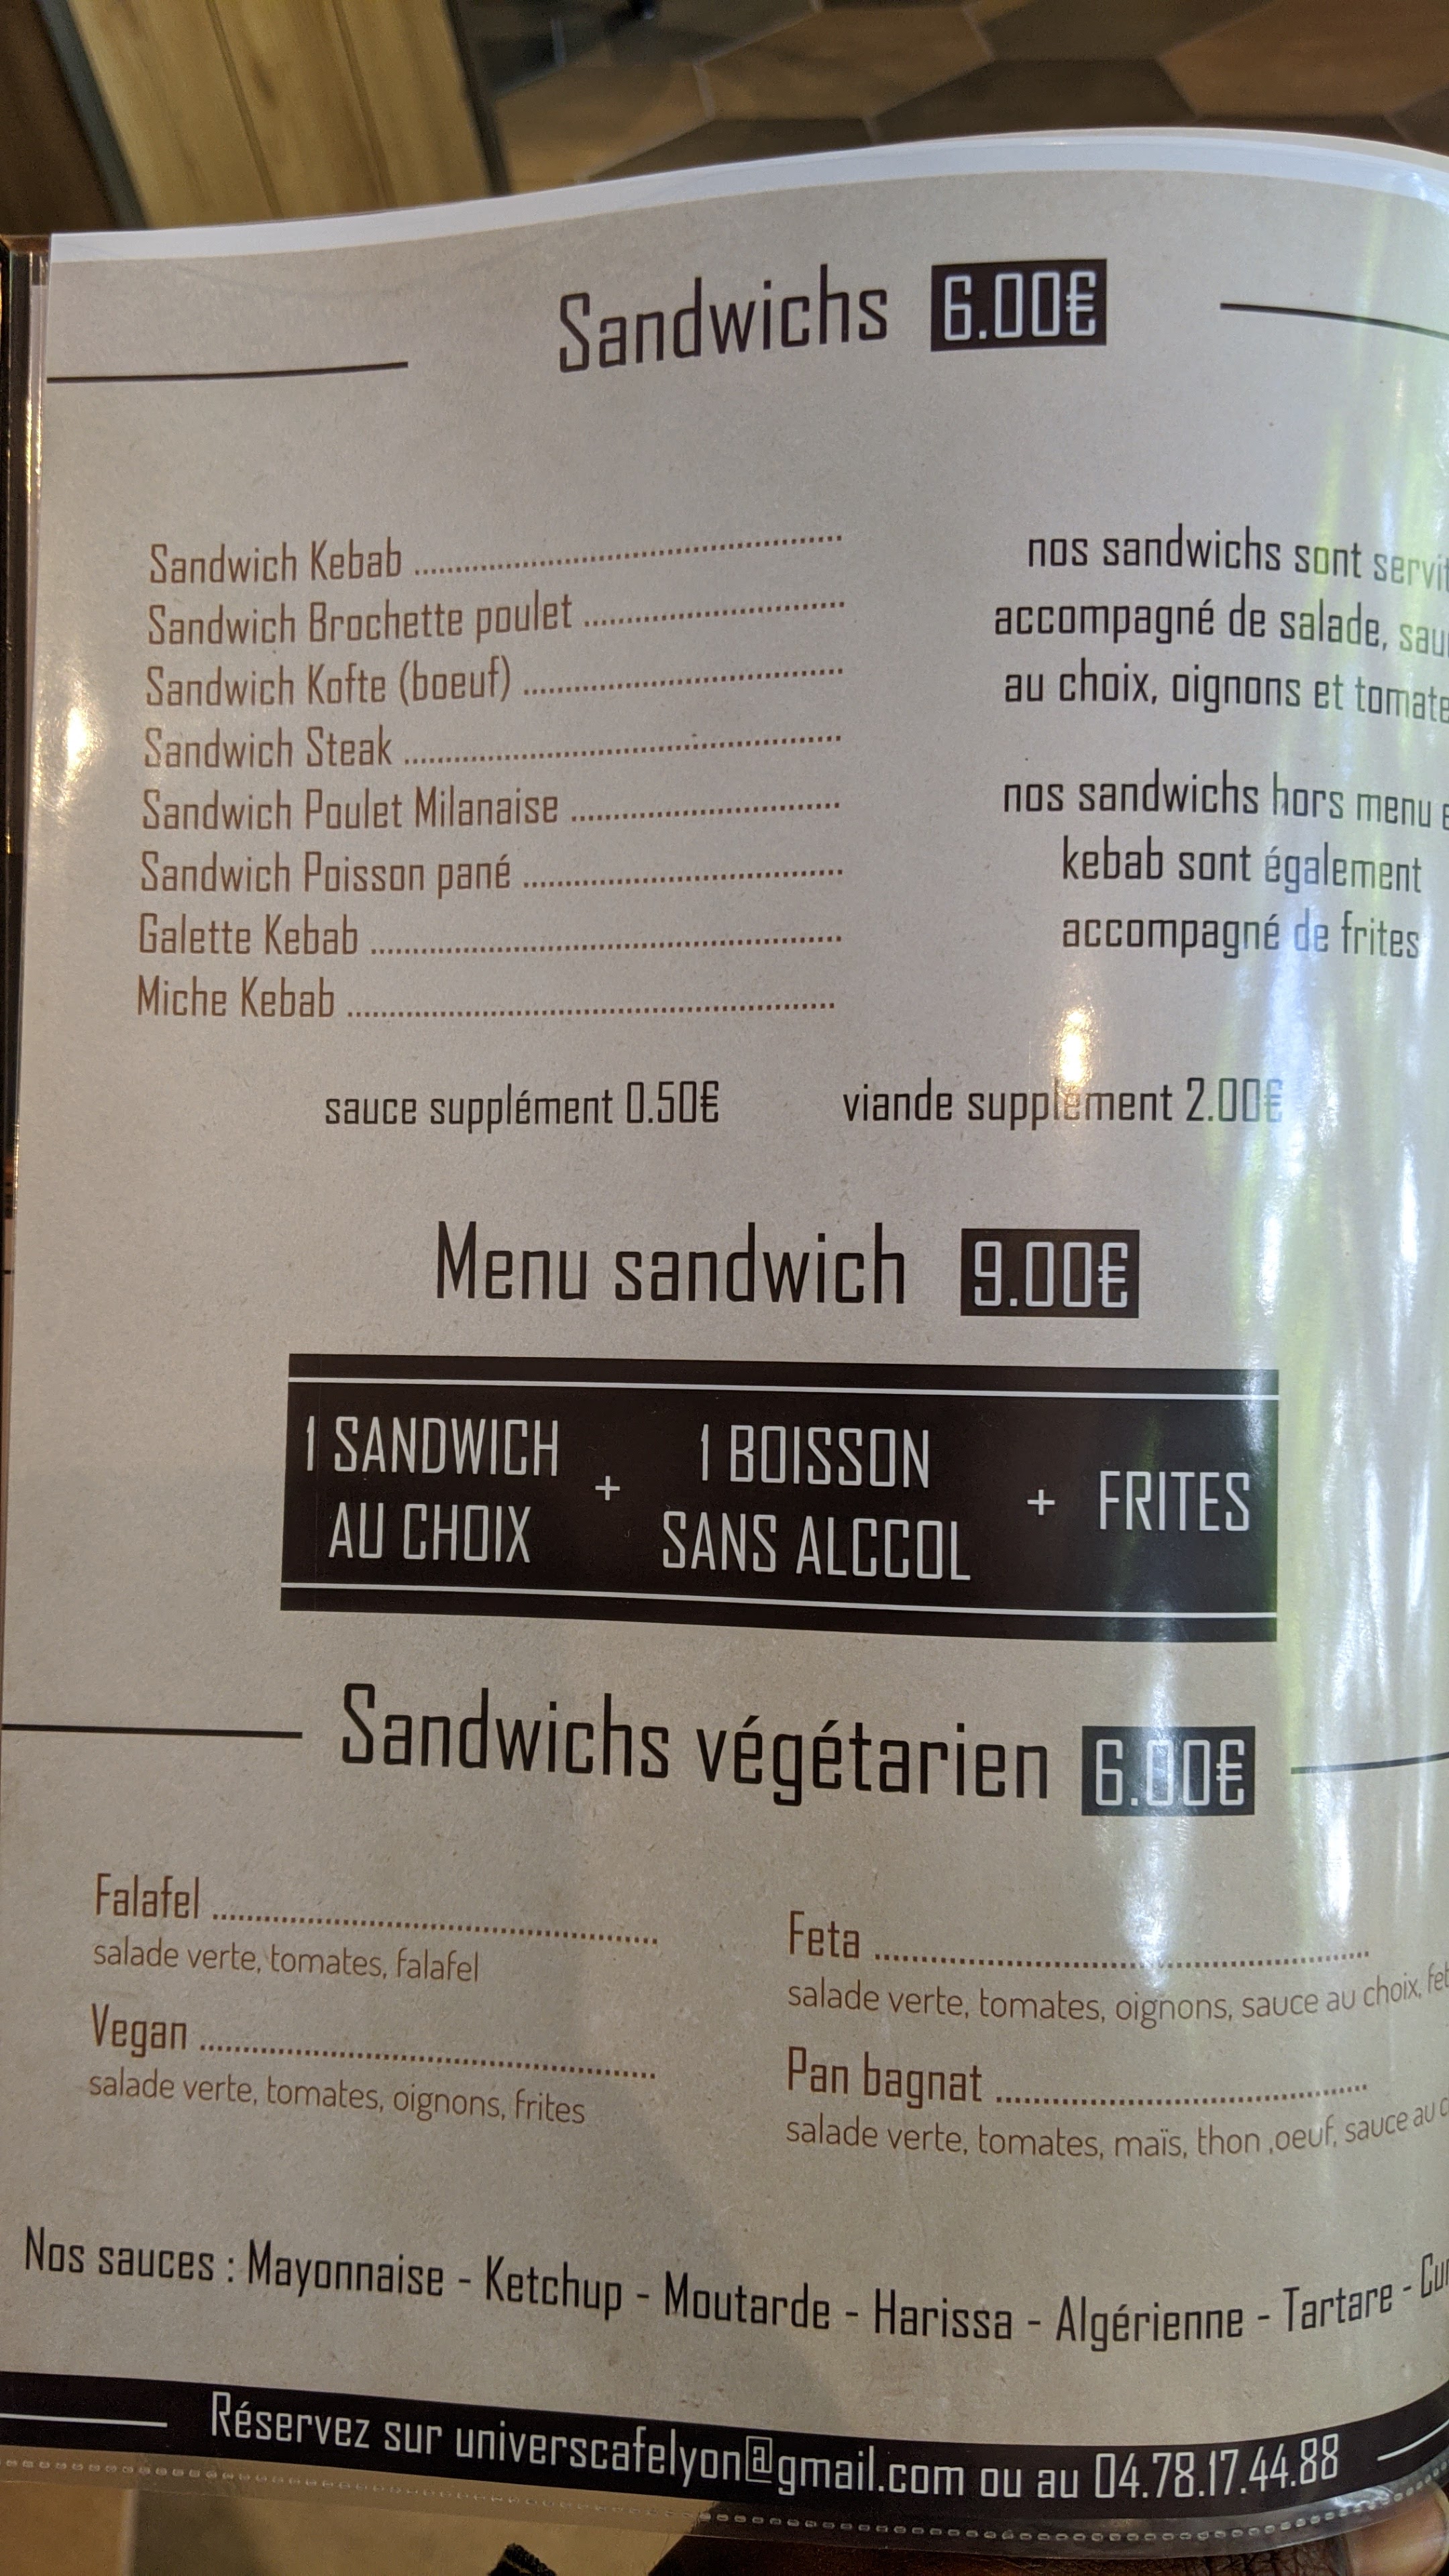 Sandwichs 6.00€
Sandwich Kebab
Sandwich Brochette poulet
Sandwich Kofte (boeuf)
Sandwich Steak
Sandwich Poulet Milanaise
Sandwich Poisson pané
Galette Kebab
Miche Kebab
nos sandwichs sont
accompagné de salade,
au choix, oignons et
nos sandwichs hors menu
kebab sont également
accompagné de frites
sauce supplément 0.50€
viande supplément 2.00€
Menu sandwich 9.00€
1 SANDWICH
AU CHOIX
+
1 BOISSON
SANS ALCCOL
+
FRITES
Sandwichs végétarien 6.00€
Falafel
salade verte, tomates, falafel
Vegan
salade verte, tomates, oignons, frites
Feta
salade verte, tomates, oignons, sauce au choix,
Pan bagnat
salade verte, tomates, maïs, thon ,oeuf, sauce au
Nos sauces : Mayonnaise - Ketchup - Moutarde - Harissa - Algérienne - Tartare -
Réservez sur universcafelyon@gmail.com ou au 04.78.17.44.88